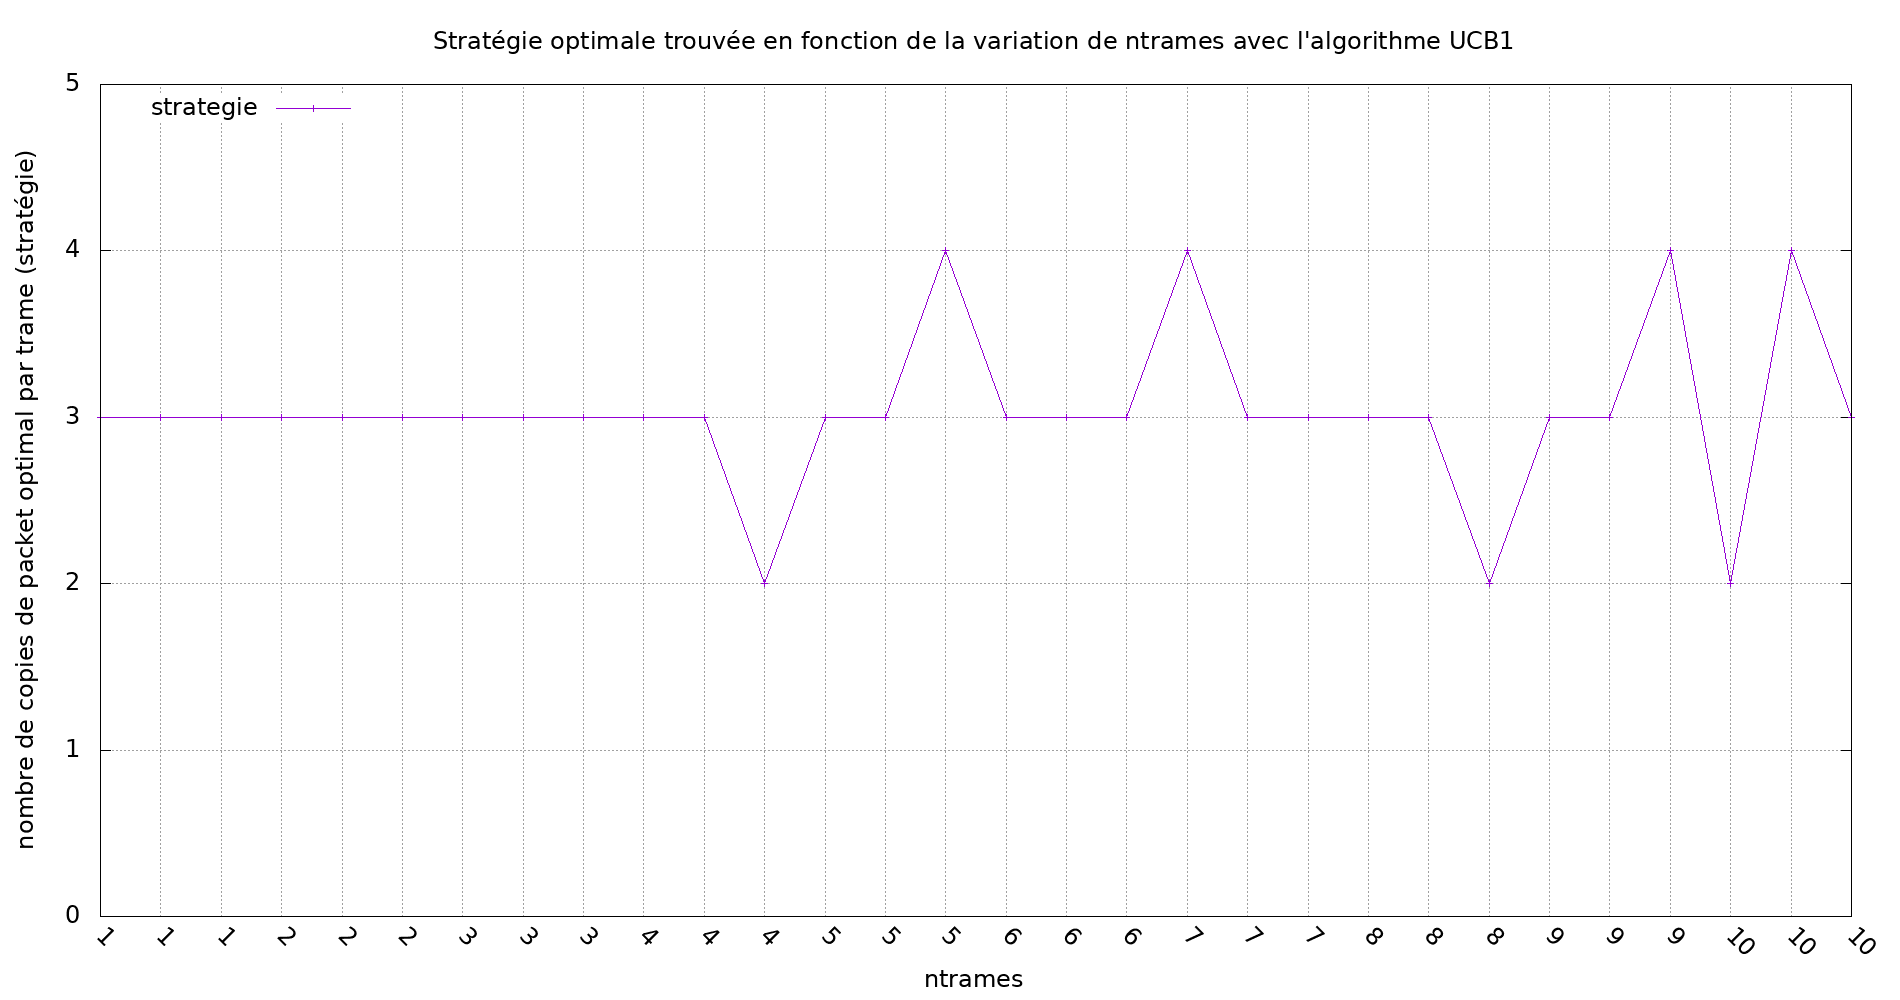 Stratégie optimale trouvée en fonction de la variation de ntrames avec l'algorithme UCB1
strategie
nombre de copies de packet optimal par trame (stratégie)
5
4
3
2
1
0
1 1 1 2 2 2 3 3 3 4 4 4 5 5 5 6 6 6 7 7 7 8 8 8 9 9 9 10 10 10
ntrames